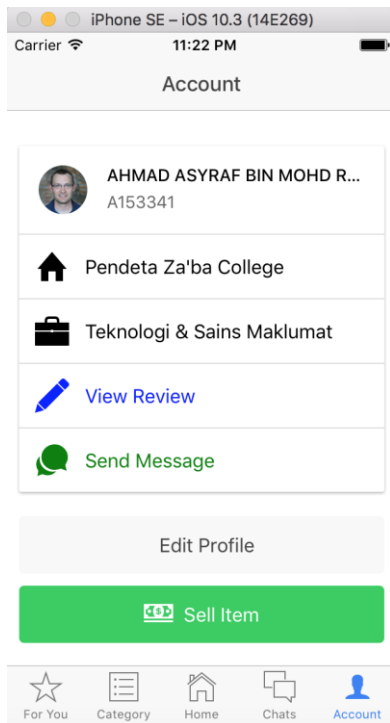 iPhone SE – iOS 10.3 (14E269)
Carrier 11:22 PM
Account
AHMAD ASYRAF BIN MOHD R...
A153341
Pendeta Za'ba College
Teknologi & Sains Maklumat
View Review
Send Message
Edit Profile
Sell Item
For You Category Home Chats Account